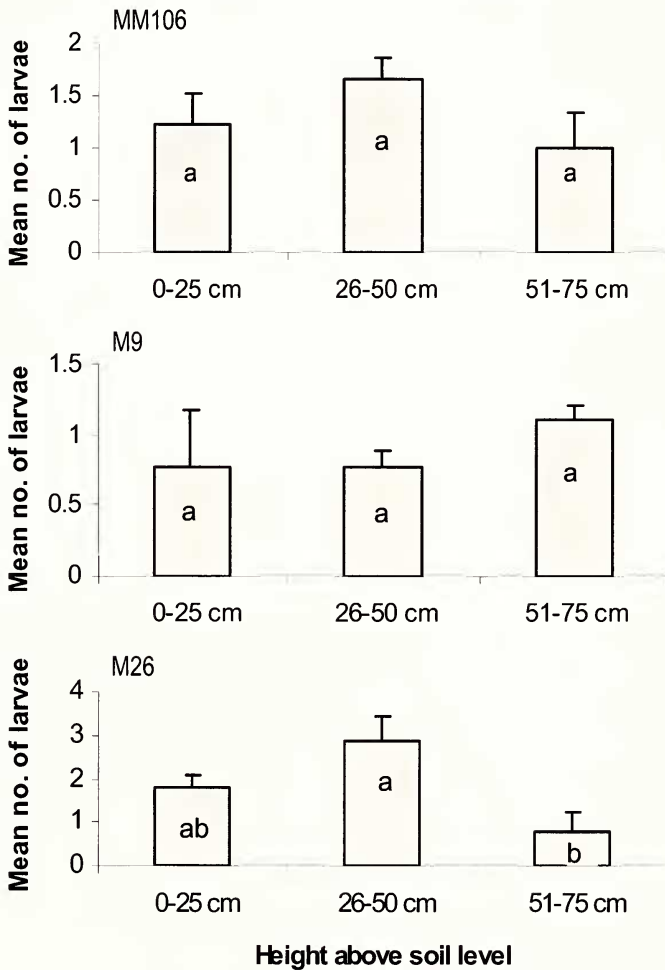 MM106
Mean no. of larvae
2
1.5
1
0.5
0
a
a
a
0-25 cm 26-50 cm 51-75 cm
M9
Mean no. of larvae
1.5
1
0.5
0
a
a
a
0-25 cm 26-50 cm 51-75 cm
M26
Mean no. of larvae
4
3
2
1
0
ab
a
b
0-25 cm 26-50 cm 51-75 cm
Height above soil level